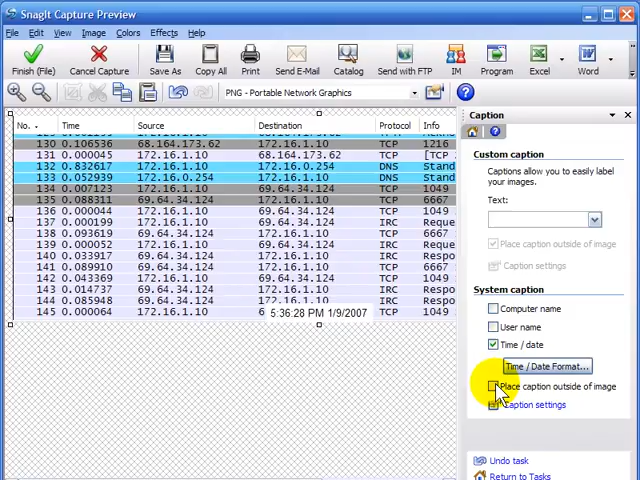 SnagIt Capture Preview
File Edit View Image Colors Effects Help
Finish (File) Cancel Capture Save As Copy All Print Send E-Mail Catalog Send with FTP IM Program Excel Word
PNG - Portable Network Graphics
No. Time Source Destination Protocol Info
130 0.106536 68.164.173.62 172.16.1.10 TCP 1216
131 0.000045 172.16.1.10 68.164.173.62 TCP [TCP
132 0.832617 172.16.1.10 172.16.0.254 DNS Stand
133 0.052939 172.16.0.254 172.16.1.10 DNS Stand
134 0.007123 172.16.1.10 69.64.34.124 TCP 1049
135 0.088311 69.64.34.124 172.16.1.10 TCP 6667
136 0.000044 172.16.1.10 69.64.34.124 TCP 1049
137 0.000199 172.16.1.10 69.64.34.124 IRC Reque
138 0.093619 69.64.34.124 172.16.1.10 TCP 6667
139 0.000052 172.16.1.10 69.64.34.124 IRC Reque
140 0.033917 69.64.34.124 172.16.1.10 IRC Respo
141 0.089910 69.64.34.124 172.16.1.10 TCP 6667
142 0.043369 172.16.1.10 69.64.34.124 TCP 1049
143 0.014737 69.64.34.124 172.16.1.10 IRC Respo
144 0.085948 69.64.34.124 172.16.1.10 IRC Respo
145 0.000064 172.16.1.10 6 TCP 1049
5:36:28 PM 1/9/2007
Caption
Custom caption
Captions allow you to easily label
your images.
Text:
Place caption outside of image
Caption settings
System caption
Computer name
User name
Time / date
Time / Date Format...
Place caption outside of image
Caption settings
Undo task
Return to Tasks